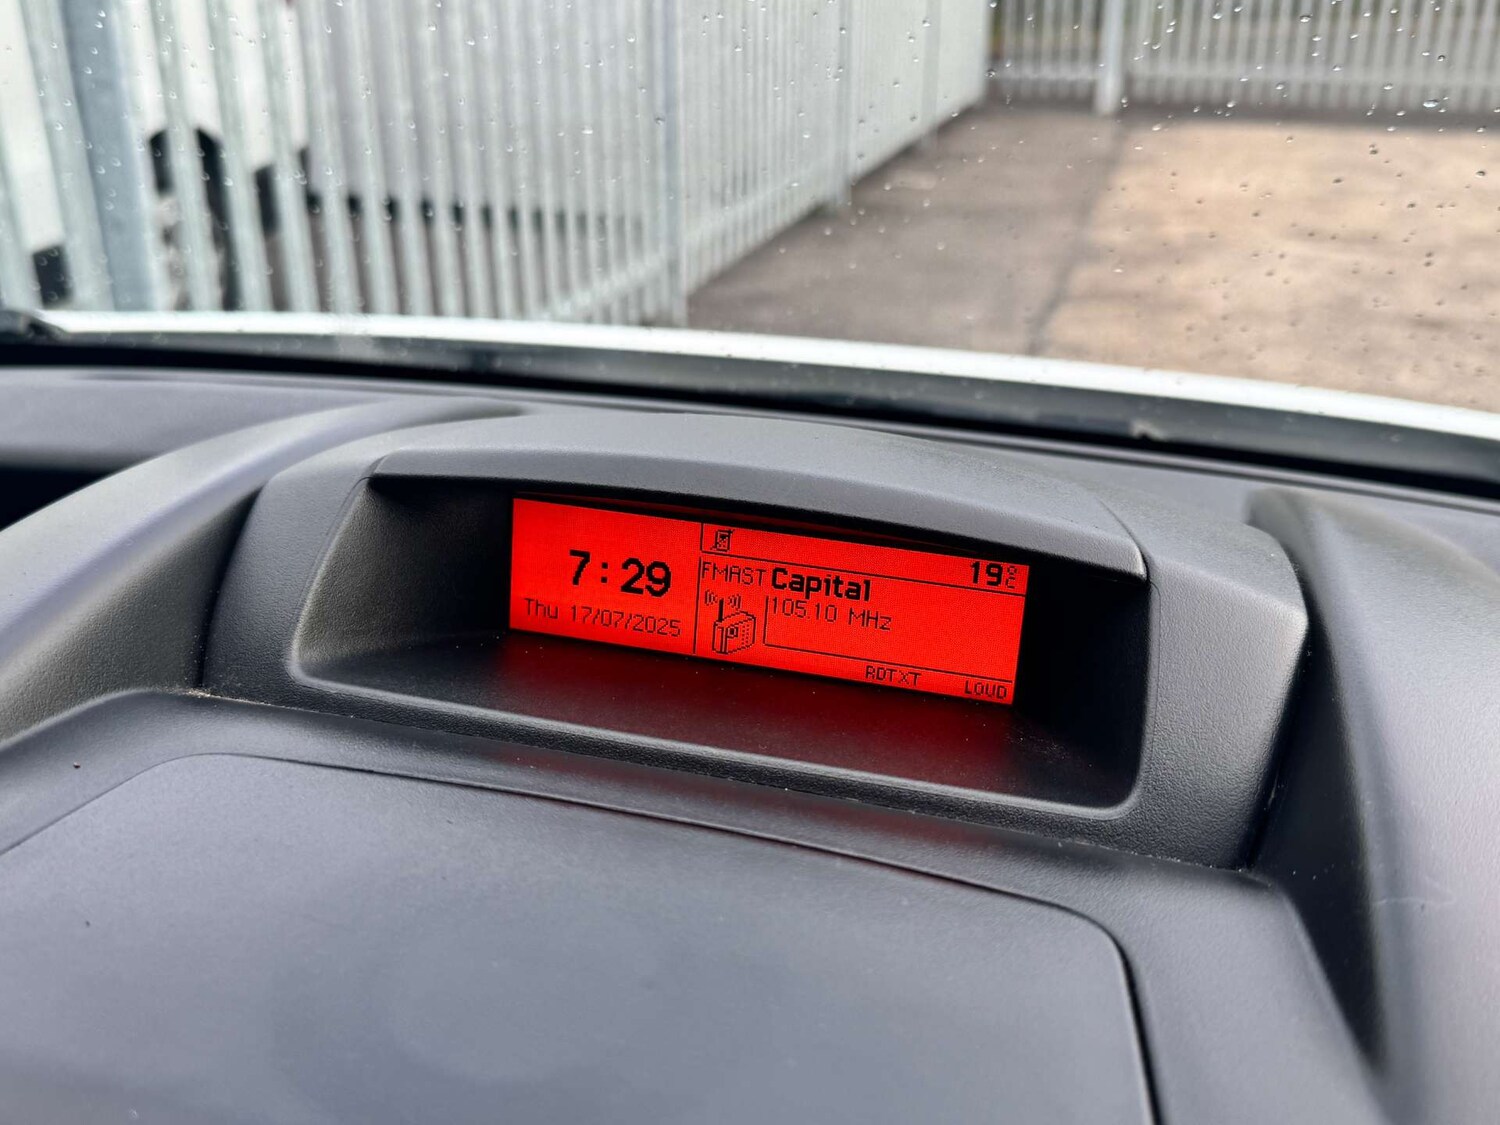 7:29
Thu 17/07/2025
19°C
FMAST Capital
105.10 MHz
RDTXT LOUD